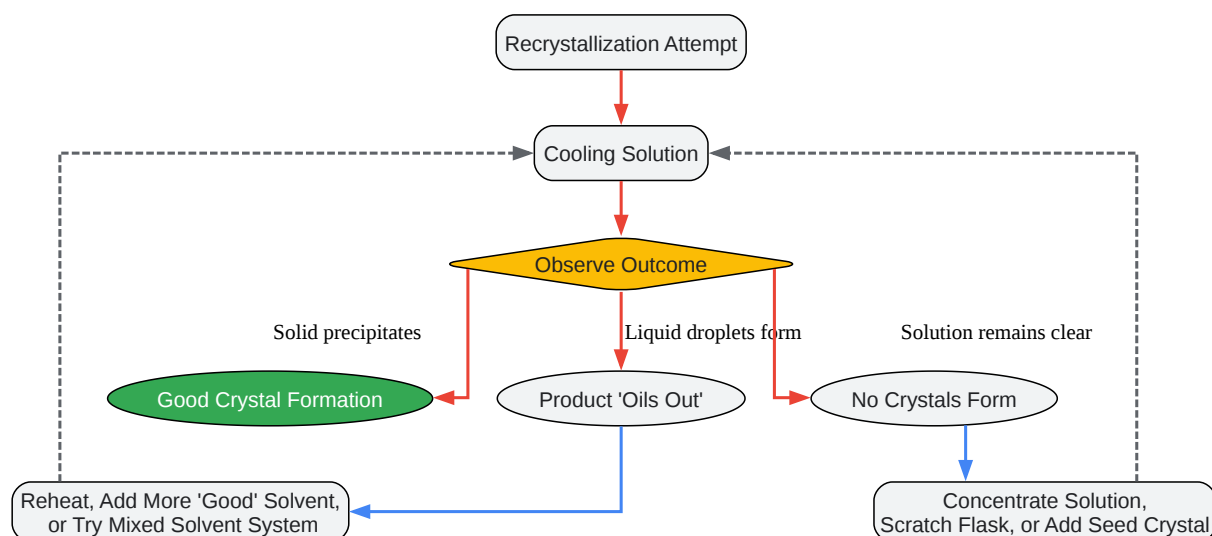 Recrystallization Attempt
Cooling Solution
Observe Outcome
Solid precipitates
Liquid droplets form
Solution remains clear
Good Crystal Formation
Product 'Oils Out'
No Crystals Form
Reheat, Add More 'Good' Solvent,
or Try Mixed Solvent System
Concentrate Solution,
Scratch Flask, or Add Seed Crystal